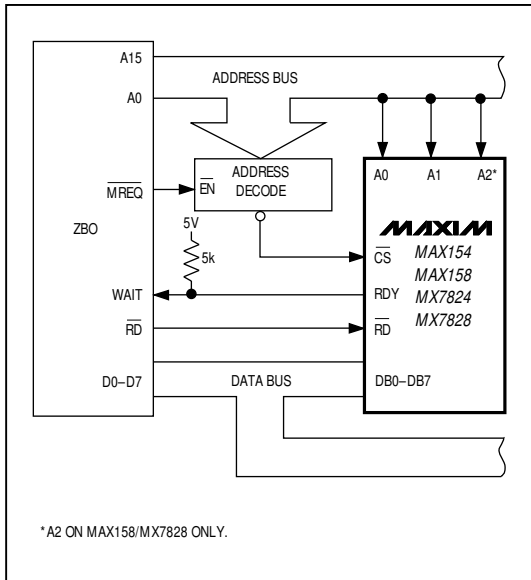 A15
ADDRESS BUS
A0
A0 A1 A2*
ADDRESS
DECODE
EN
MREQ
ZBO
5V
5k
MAXIM
MAX154
MAX158
MX7824
MX7828
CS
WAIT
RDY
RD
RD
D0–D7
DATA BUS
DB0–DB7
*A2 ON MAX158/MX7828 ONLY.